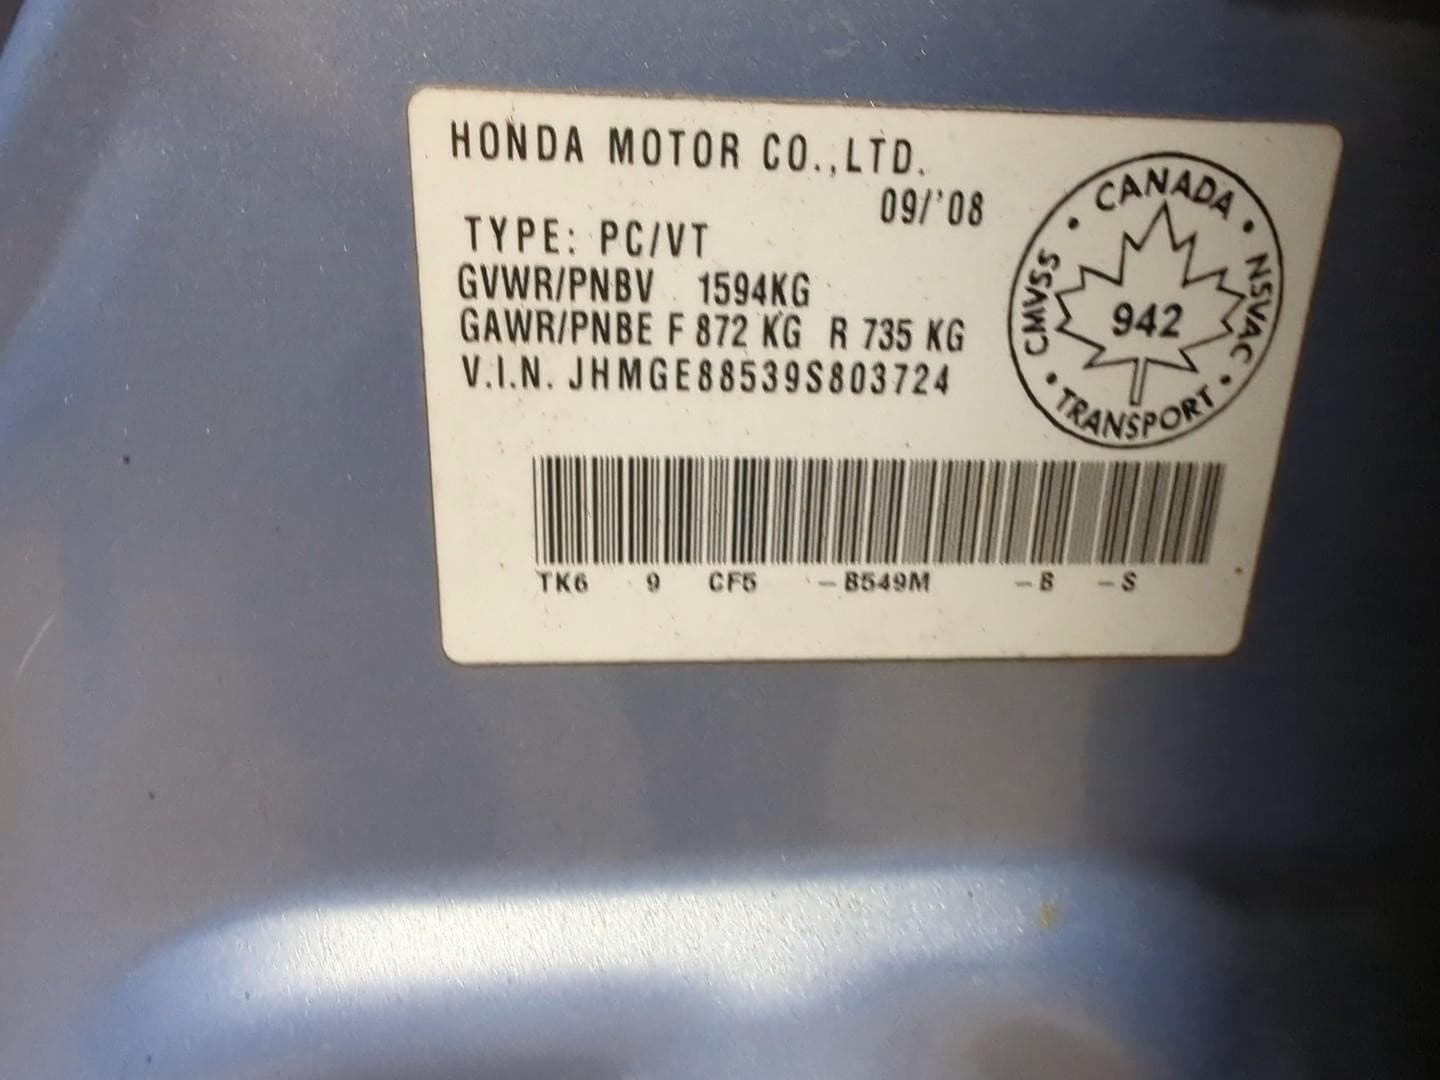 HONDA MOTOR CO.,LTD.
09/'08
TYPE: PC/VT
GVWR/PNBV 1594KG
GAWR/PNBE F 872 KG R 735 KG
V.I.N. JHMGE88539S803724
CANADA
CMVSS
NSVAC
942
TRANSPORT
TK6 9 CF5 -B549M -B -S